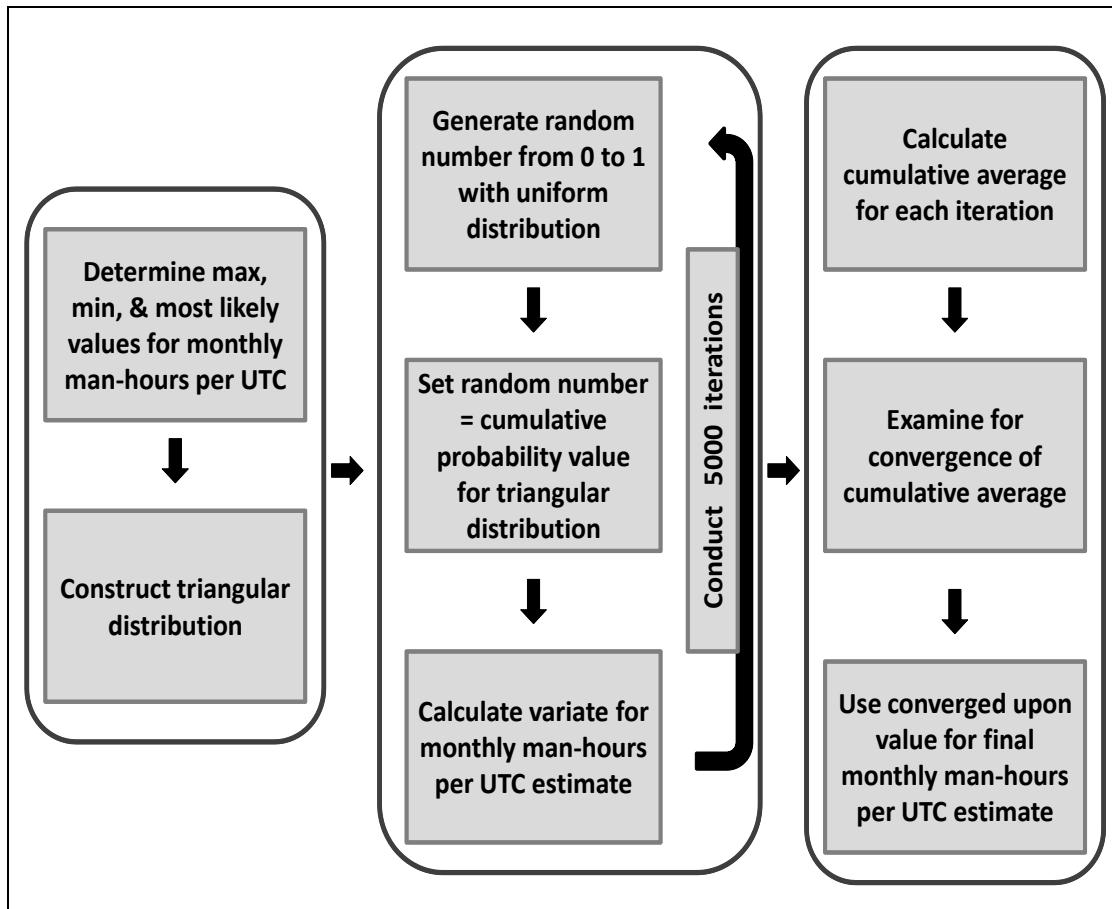 Determine max,
min, & most likely
values for monthly
man-hours per UTC
Construct triangular
distribution
Generate random
number from 0 to 1
with uniform
distribution
Set random number
= cumulative
probability value
for triangular
distribution
Calculate variate for
monthly man-hours
per UTC estimate
Conduct 5000 iterations
Calculate
cumulative average
for each iteration
Examine for
convergence of
cumulative average
Use converged upon
value for final
monthly man-hours
per UTC estimate